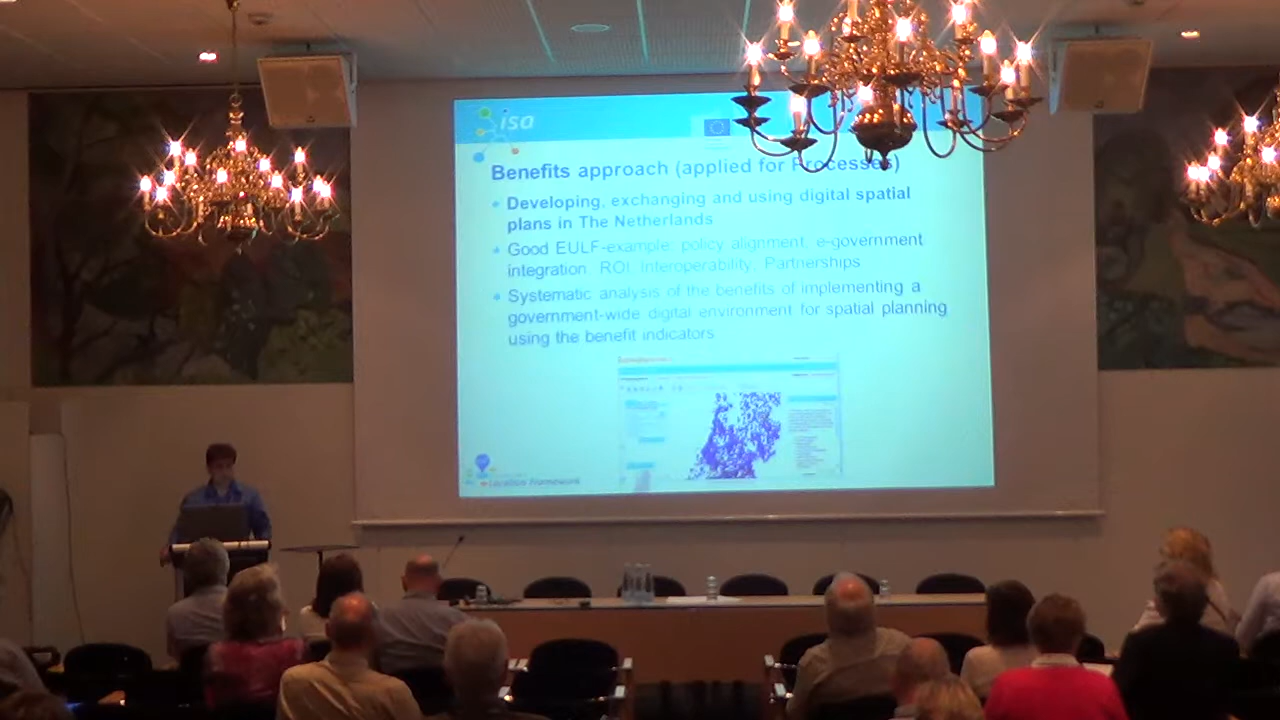 isa
Benefits approach (applied for Processes)
Developing, exchanging and using digital spatial
plans in The Netherlands
Good EULF-example: policy alignment, e-government
integration, ROI, Interoperability, Partnerships
Systematic analysis of the benefits of implementing a
government-wide digital environment for spatial planning
using the benefit indicators
Location Framework